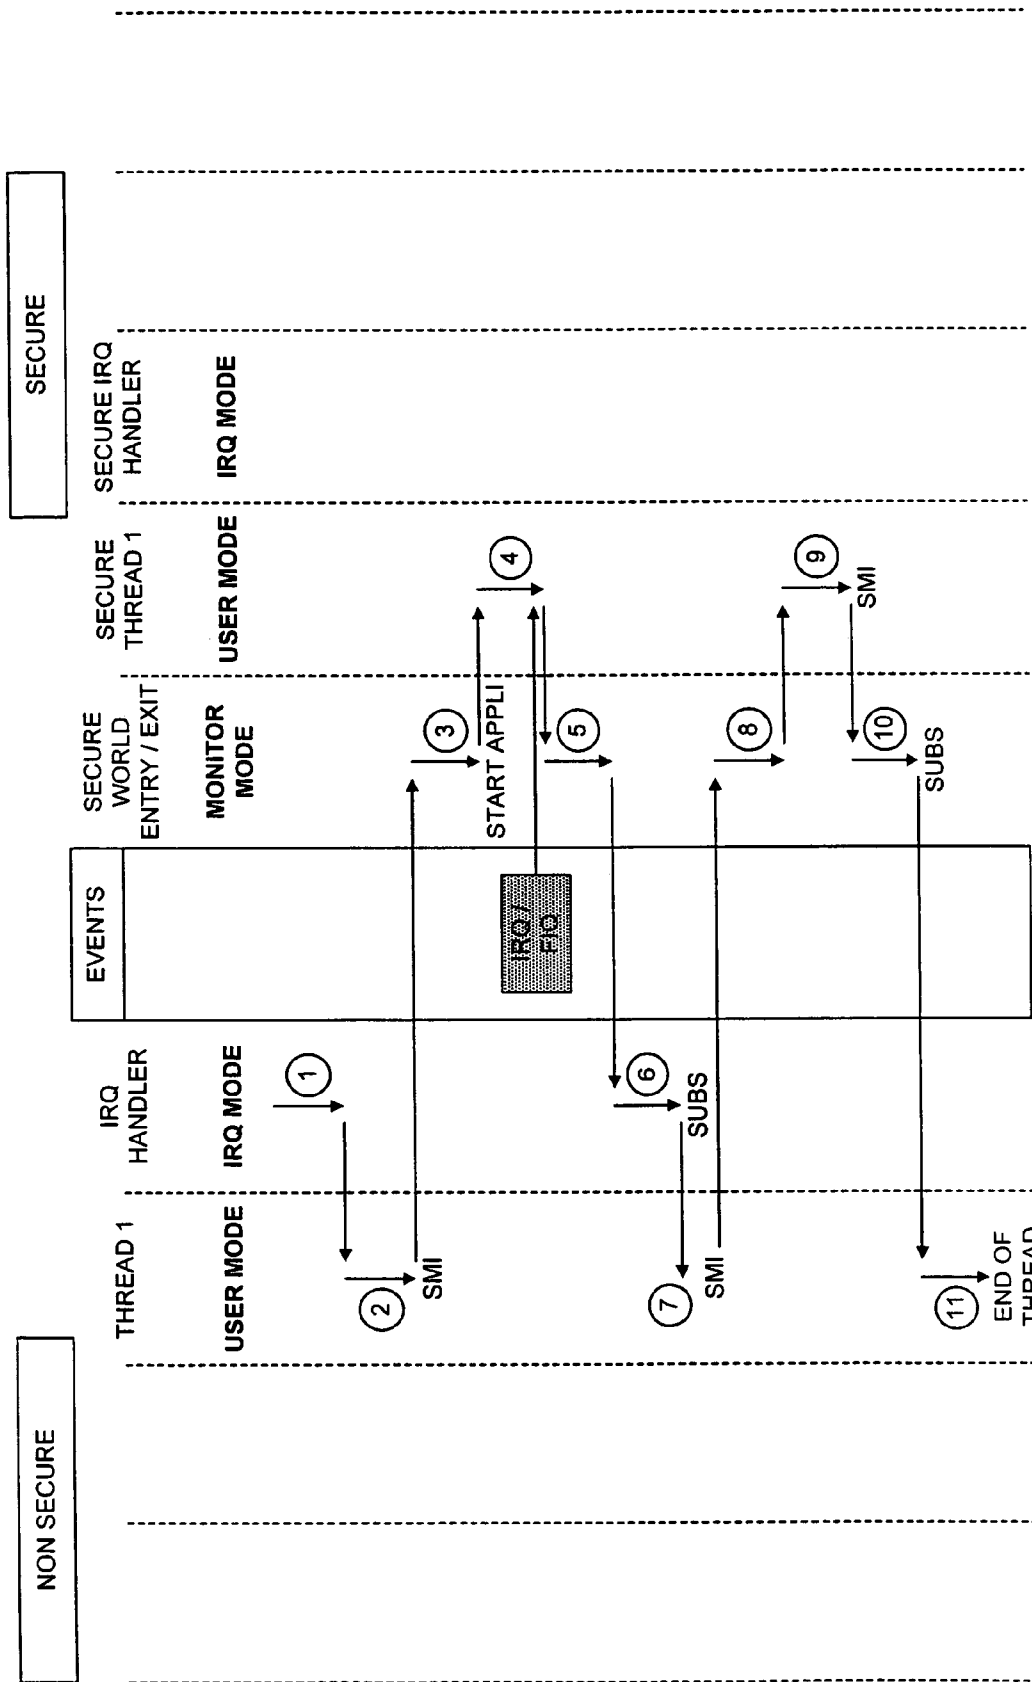 NON SECURE
SECURE
THREAD 1
USER MODE
IRQ
HANDLER
IRQ MODE
EVENTS
SECURE
WORLD
ENTRY / EXIT
MONITOR
MODE
SECURE
THREAD 1
USER MODE
SECURE IRQ
HANDLER
IRQ MODE
1
2
SMI
3
START APPLI
4
IRQ /
FIQ
5
6
SUBS
7
SMI
8
9
SMI
10
SUBS
11
END OF
THREAD